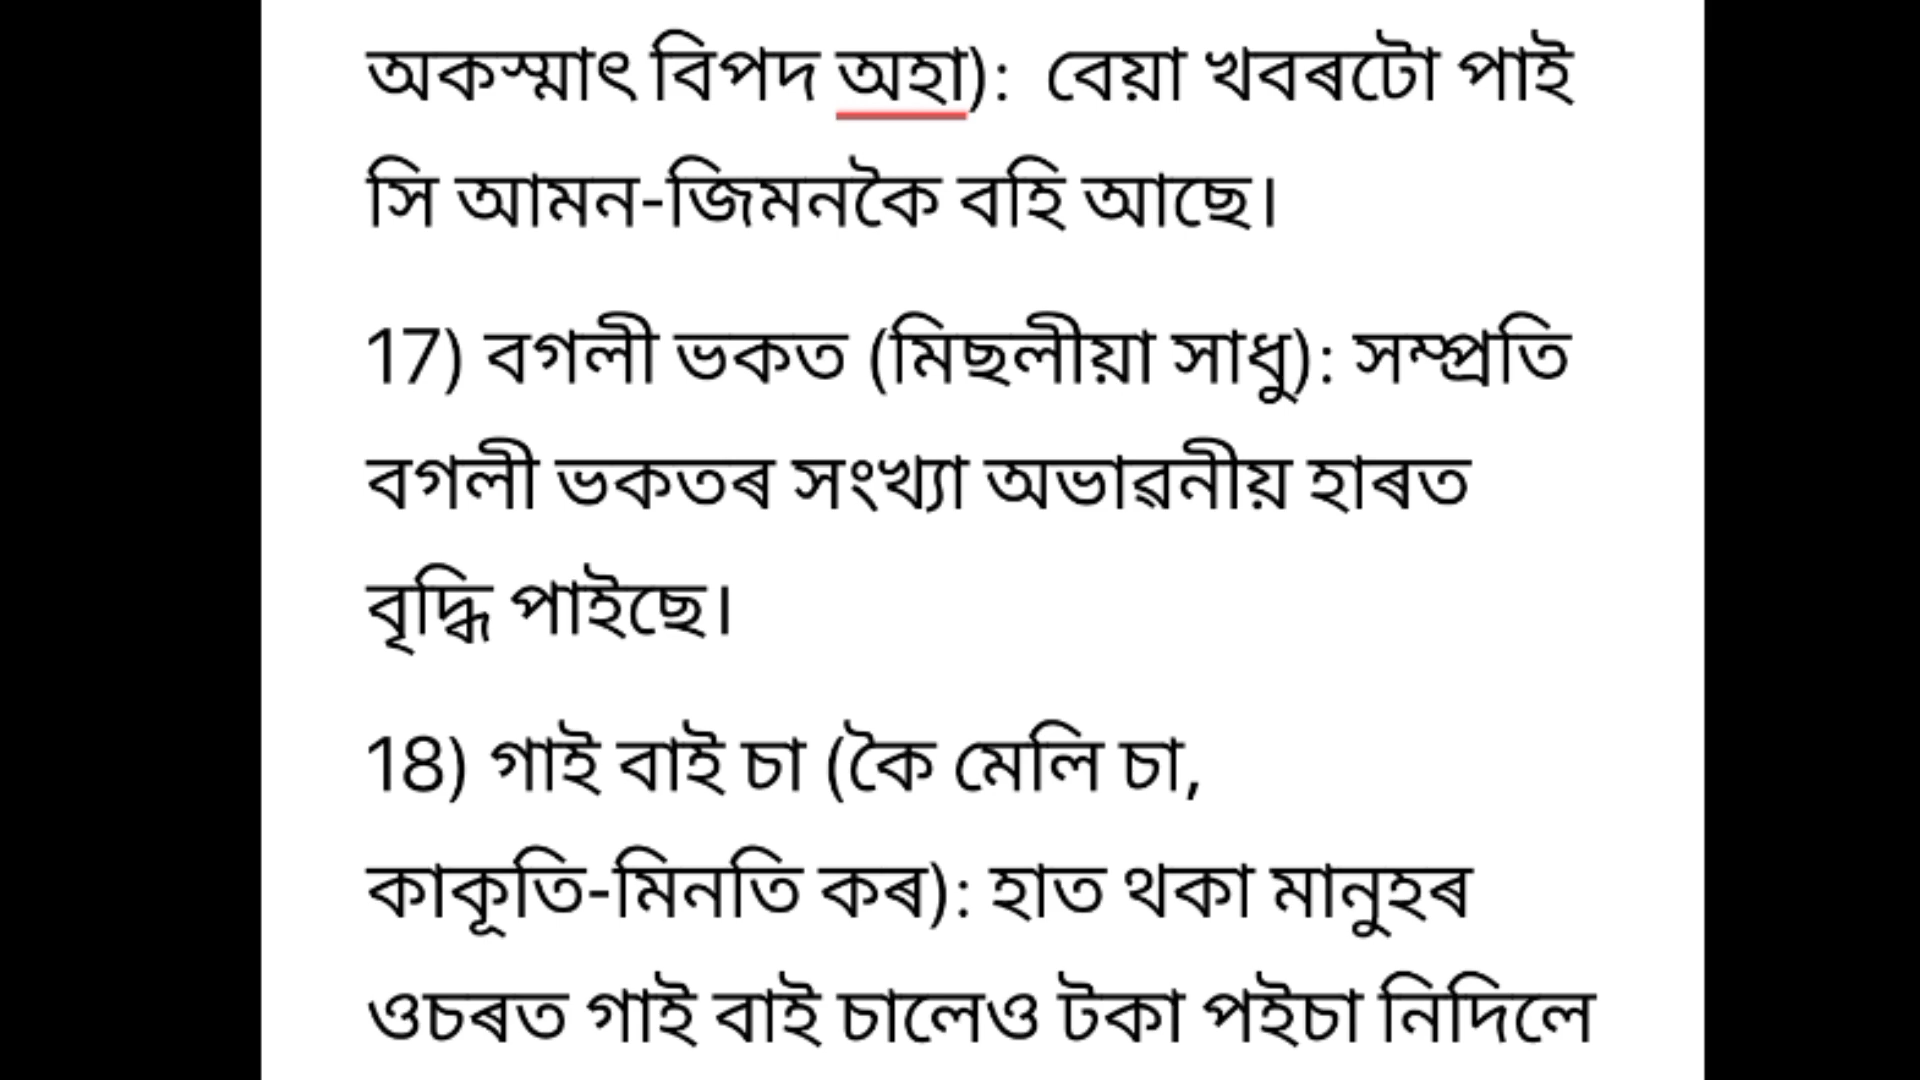 অকস্মাৎ বিপদ অহা):  বেয়া খবৰটো পাই
সি আমন-জিমনকৈ বহি আছে।
17) বগলী ভকত (মিছলীয়া সাধু): সম্প্ৰতি
বগলী ভকতৰ সংখ্যা অভাৱনীয় হাৰত
বৃদ্ধি পাইছে।
18) গাই বাই চা (কৈ মেলি চা,
কাকূতি-মিনতি কৰ): হাত থকা মানুহৰ
ওচৰত গাই বাই চালেও টকা পইচা নিদিলে